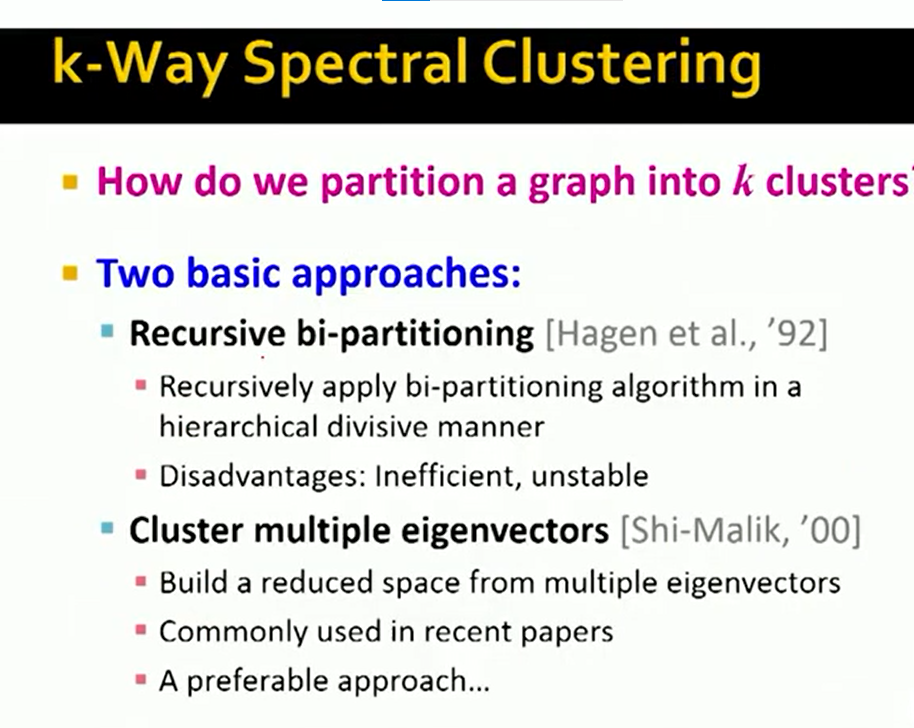 k-Way Spectral Clustering
How do we partition a graph into k clusters?
Two basic approaches:
Recursive bi-partitioning [Hagen et al., ’92]
Recursively apply bi-partitioning algorithm in a
hierarchical divisive manner
Disadvantages: Inefficient, unstable
Cluster multiple eigenvectors [Shi-Malik, ’00]
Build a reduced space from multiple eigenvectors
Commonly used in recent papers
A preferable approach...